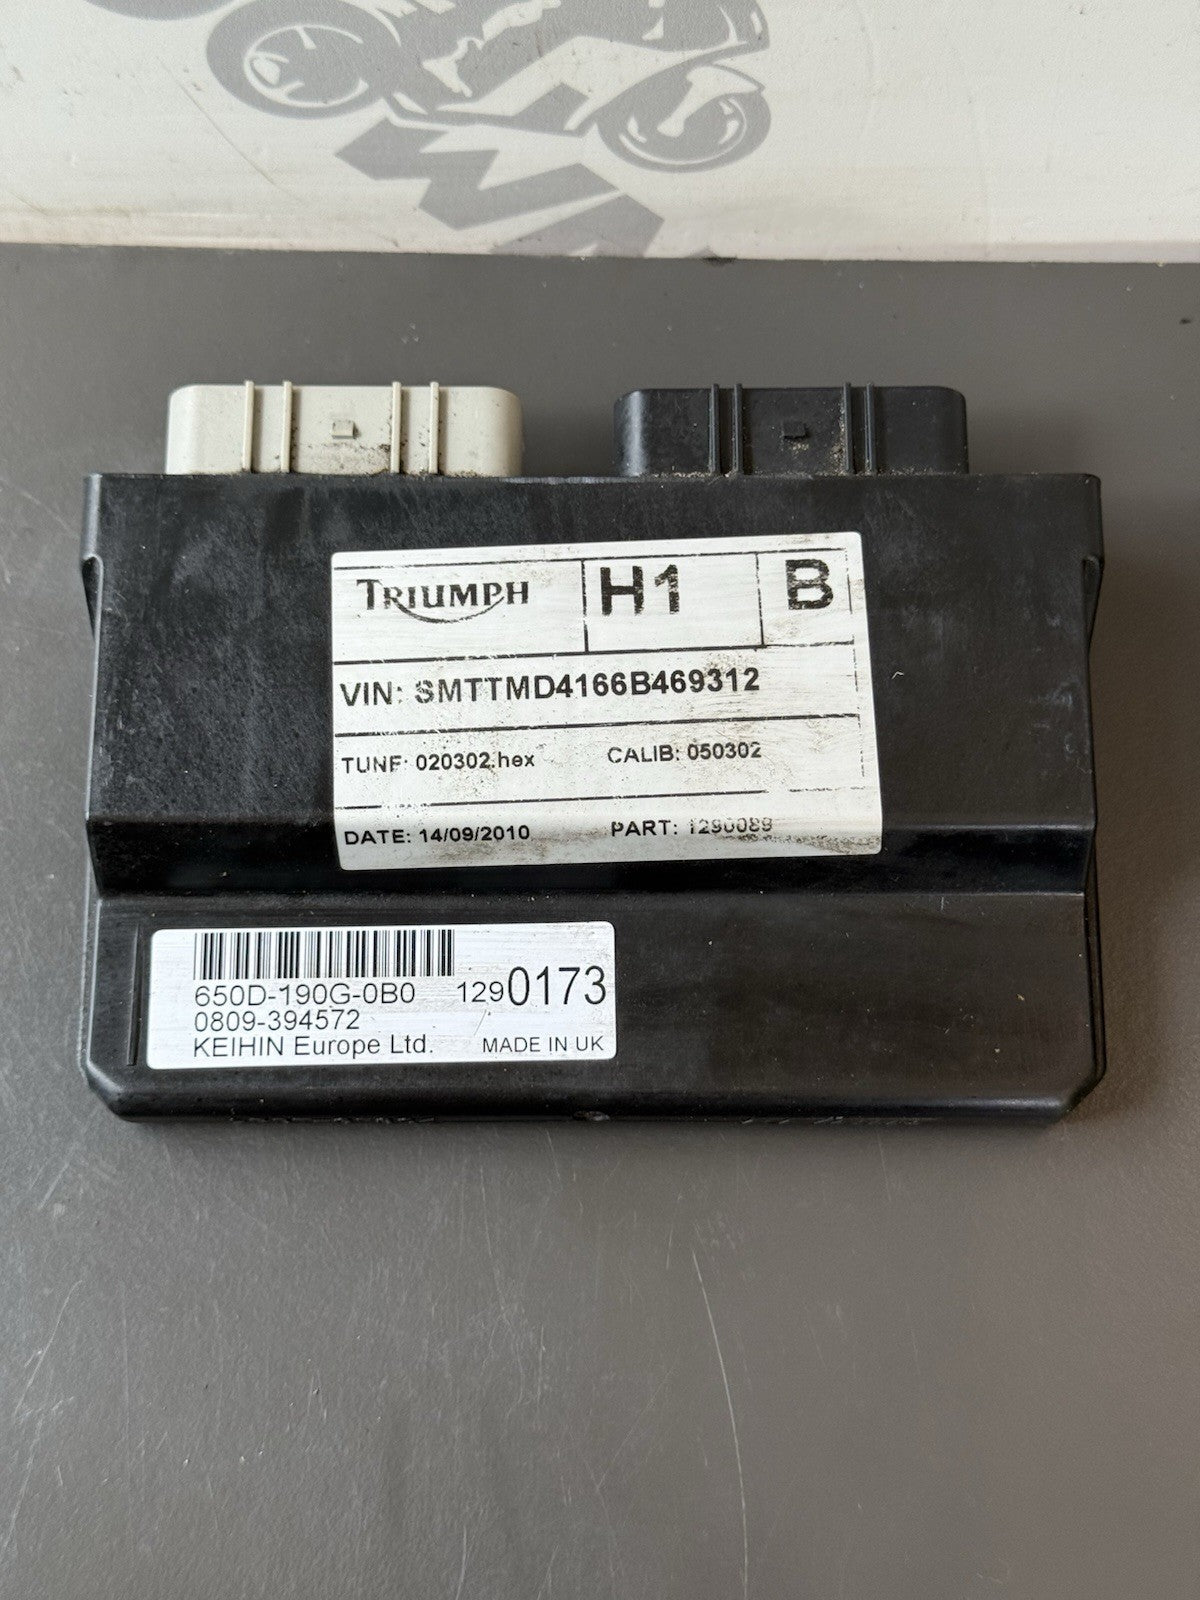 TRIUMPH H1 B
VIN: SMTTMD4166B469312
TUNE: 020302.hex CALIB: 050302
DATE: 14/09/2010 PART: 1290089
650D-190G-0B0 1290173
0809-394572
KEIHIN Europe Ltd. MADE IN UK